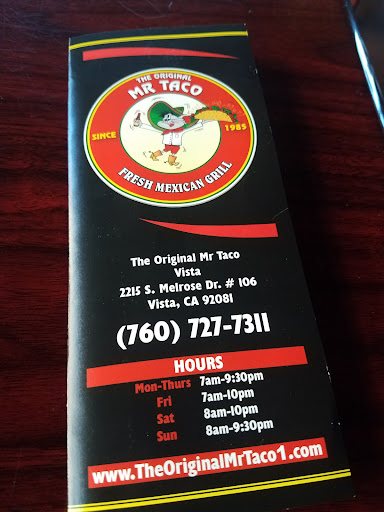 THE ORIGINAL
MR TACO
SINCE 1985
FRESH MEXICAN GRILL
The Original Mr Taco
Vista
2215 S. Melrose Dr. # 106
Vista, CA 92081
(760) 727-7311
HOURS
Mon-Thurs 7am-9:30pm
Fri 7am-10pm
Sat 8am-10pm
Sun 8am-9:30pm
www.TheOriginalMrTaco1.com